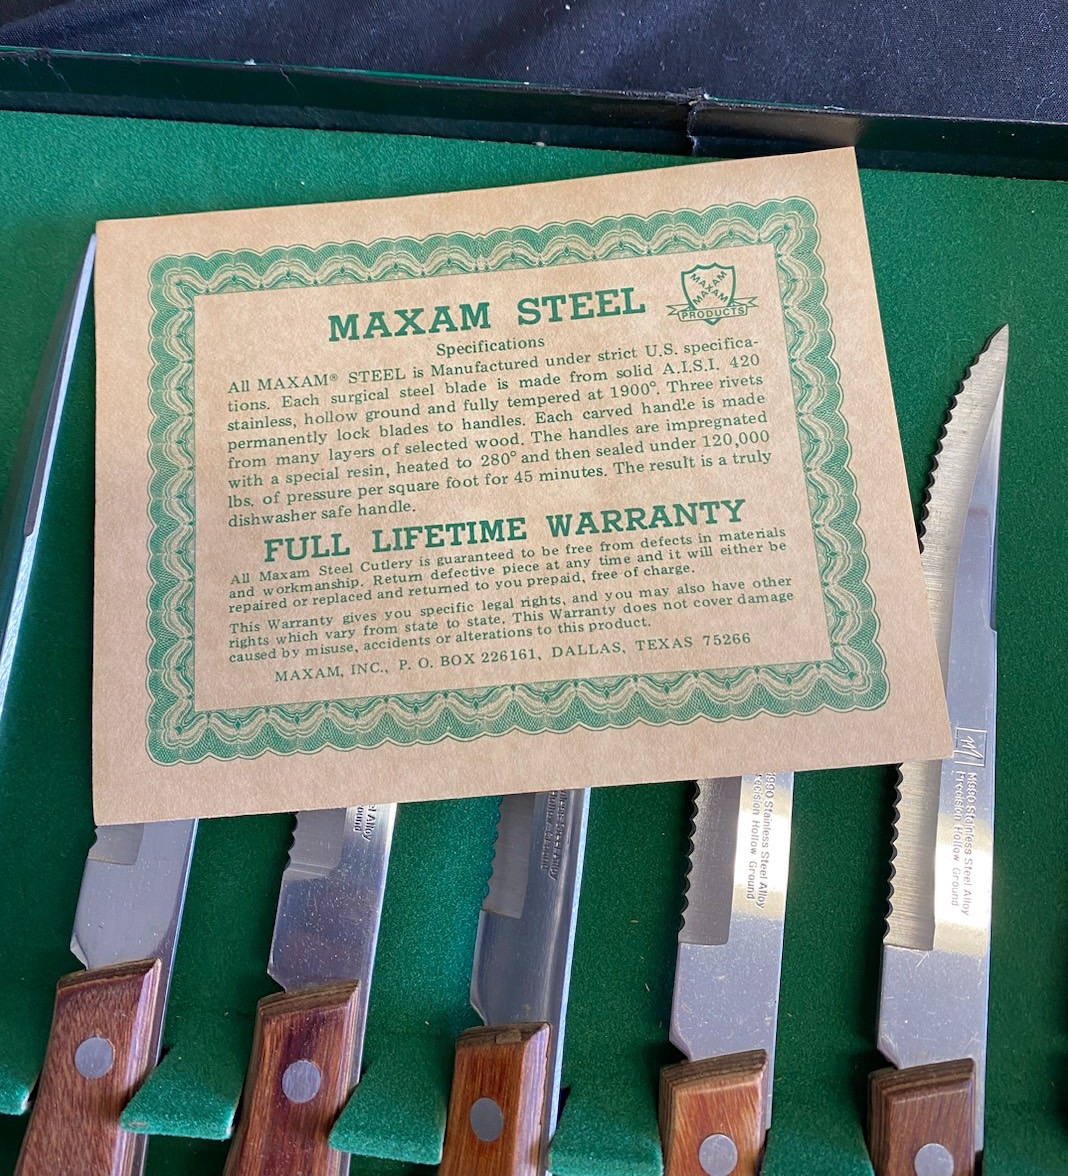 MAXAM STEEL
MAXAM
MAXAM
PRODUCTS
Specifications
All MAXAM® STEEL is Manufactured under strict U.S. specifica-
tions. Each surgical steel blade is made from solid A.I.S.I. 420
stainless, hollow ground and fully tempered at 1900°. Three rivets
permanently lock blades to handles. Each carved handle is made
from many layers of selected wood. The handles are impregnated
with a special resin, heated to 280° and then sealed under 120,000
lbs. of pressure per square foot for 45 minutes. The result is a truly
dishwasher safe handle.
FULL LIFETIME WARRANTY
All Maxam Steel Cutlery is guaranteed to be free from defects in materials
and workmanship. Return defective piece at any time and it will either be
repaired or replaced and returned to you prepaid, free of charge.
This Warranty gives you specific legal rights, and you may also have other
rights which vary from state to state. This Warranty does not cover damage
caused by misuse, accidents or alterations to this product.
MAXAM, INC., P. O. BOX 226161, DALLAS, TEXAS 75266
Alloy
ound
990 Stainless Steel Alloy
ecision Hollow Ground
M990 Stainless Steel Alloy
Precision Hollow Ground